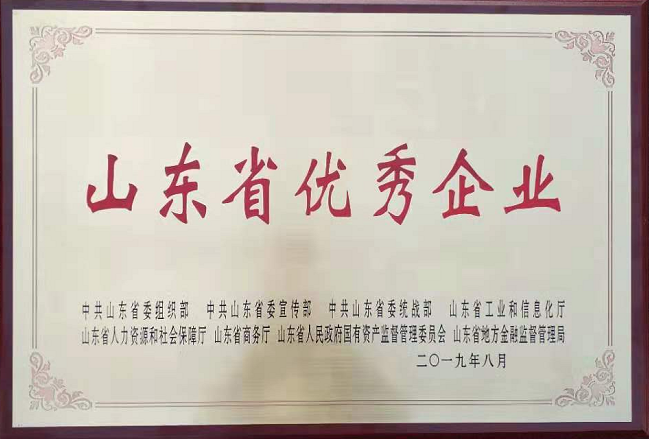 山东省优秀企业
中共山东省委组织部 中共山东省委宣传部 中共山东省委统战部 山东省工业和信息化厅
山东省人力资源和社会保障厅 山东省商务厅 山东省人民政府国有资产监督管理委员会 山东省地方金融监督管理局
二〇一九年八月